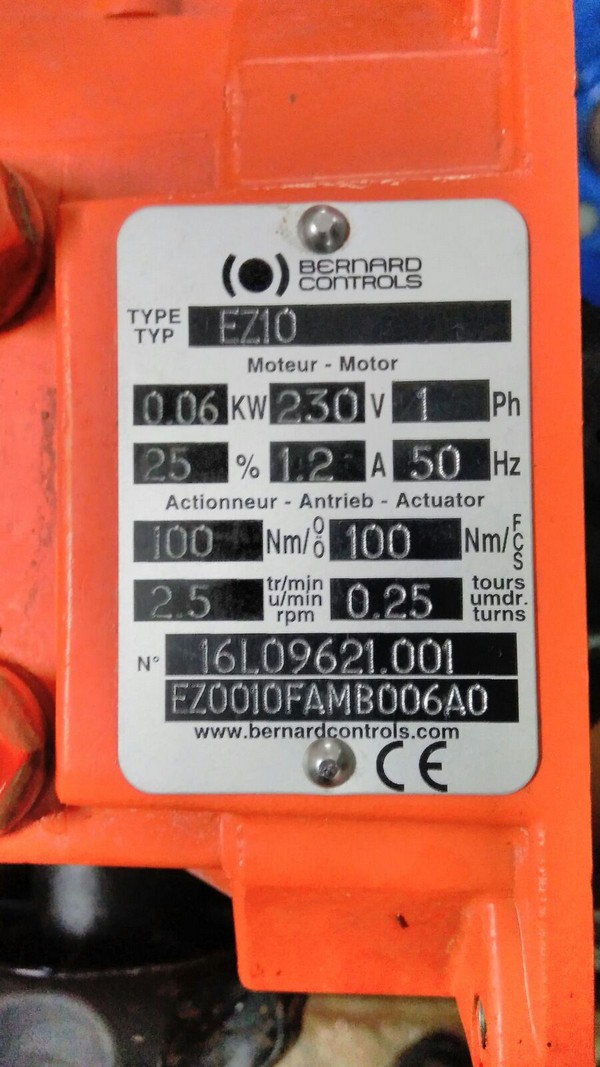 BERNARD
CONTROLS
TYPE
TYP EZ10
Moteur - Motor
0.06 KW 230 V 1 Ph
25 % 1.2 A 50 Hz
Actionneur - Antrieb - Actuator
100 Nm/O-O 100 Nm/FCS
2.5 tr/min u/min rpm 0.25 tours umdr. turns
N° 16L09621.001
EZ0010FAMB006A0
www.bernardcontrols.com
CE